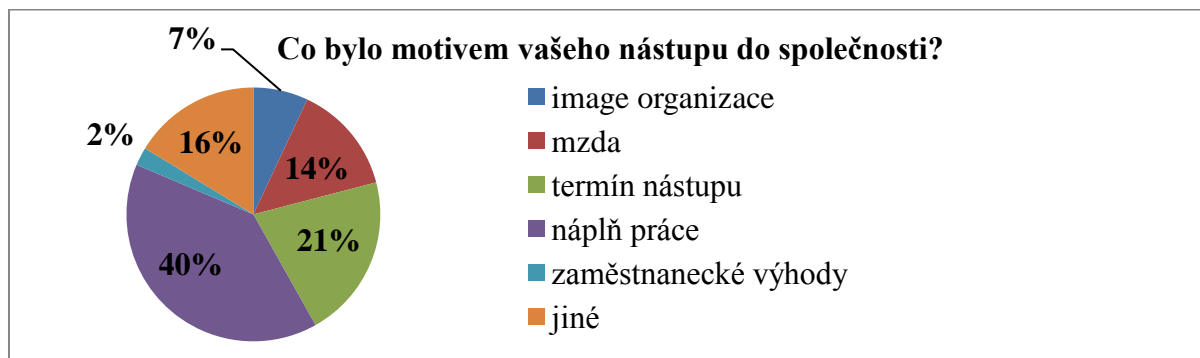 Co bylo motivem vašeho nástupu do společnosti?
7%
14%
21%
40%
2%
16%
image organizace
mzda
termín nástupu
náplň práce
zaměstnanecké výhody
jiné